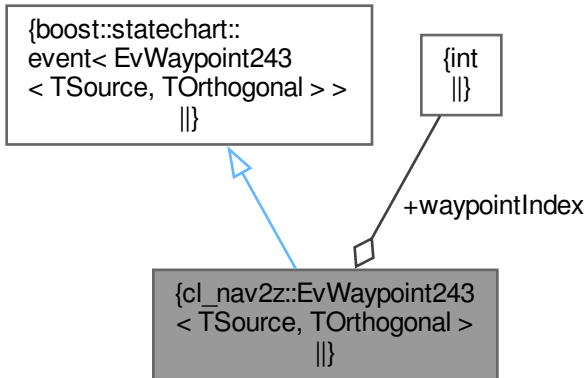 {boost::statechart::
event< EvWaypoint243
< TSource, TOrthogonal > >
||}
{int
||}
+waypointIndex
{cl_nav2z::EvWaypoint243
< TSource, TOrthogonal >
||}